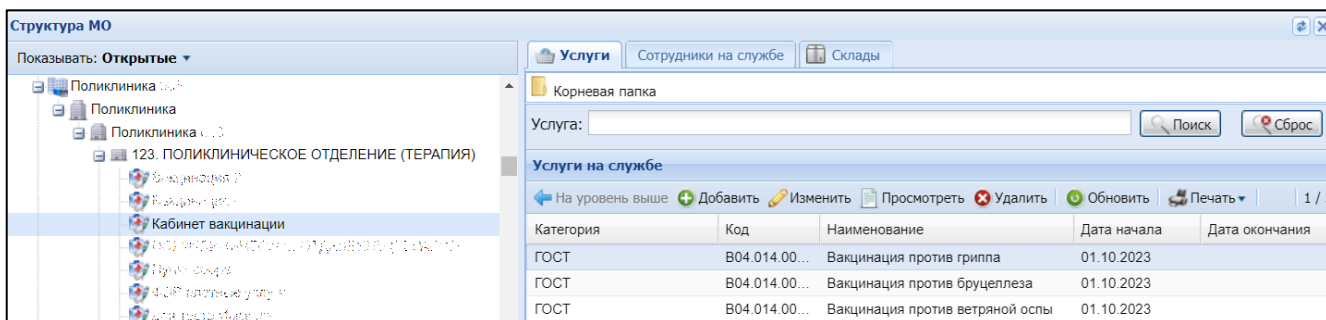 Структура МО
Показывать: Открытые
Поликлиника
Поликлиника
Поликлиника
123. ПОЛИКЛИНИЧЕСКОЕ ОТДЕЛЕНИЕ (ТЕРАПИЯ)
Кабинет вакцинации
Услуги Сотрудники на службе Склады
Корневая папка
Услуга: Поиск Сброс
Услуги на службе
На уровень выше Добавить Изменить Просмотреть Удалить Обновить Печать 1 /
Категория Код Наименование Дата начала Дата окончания
ГОСТ B04.014.00... Вакцинация против гриппа 01.10.2023
ГОСТ B04.014.00... Вакцинация против бруцеллеза 01.10.2023
ГОСТ B04.014.00... Вакцинация против ветряной оспы 01.10.2023